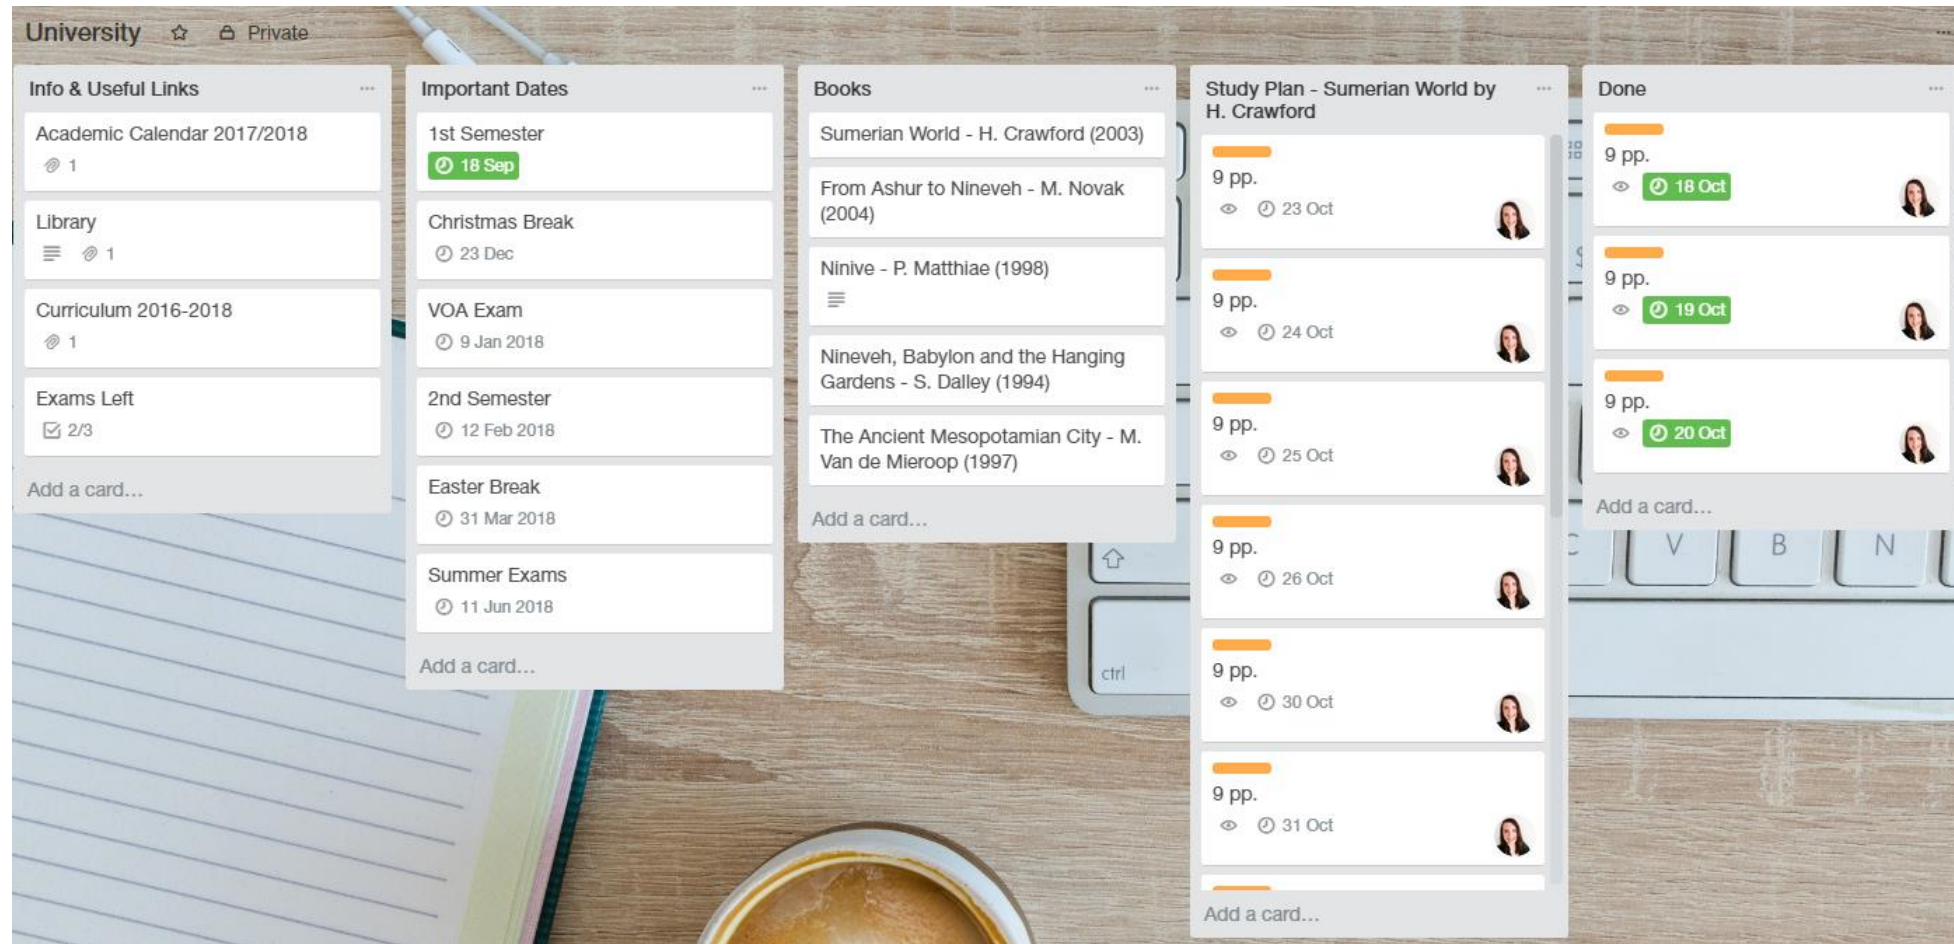 University
Private
Info & Useful Links
Academic Calendar 2017/2018
1
Library
1
Curriculum 2016-2018
1
Exams Left
2/3
Add a card...
Important Dates
1st Semester
18 Sep
Christmas Break
23 Dec
VOA Exam
9 Jan 2018
2nd Semester
12 Feb 2018
Easter Break
31 Mar 2018
Summer Exams
11 Jun 2018
Add a card...
Books
Sumerian World - H. Crawford (2003)
From Ashur to Nineveh - M. Novak
(2004)
Ninive - P. Matthiae (1998)
Nineveh, Babylon and the Hanging
Gardens - S. Dalley (1994)
The Ancient Mesopotamian City - M.
Van de Mieroop (1997)
Add a card...
Study Plan - Sumerian World by
H. Crawford
9 pp.
23 Oct
9 pp.
24 Oct
9 pp.
25 Oct
9 pp.
26 Oct
9 pp.
30 Oct
9 pp.
31 Oct
Add a card...
Done
9 pp.
18 Oct
9 pp.
19 Oct
9 pp.
20 Oct
Add a card...
C V B N
ctrl